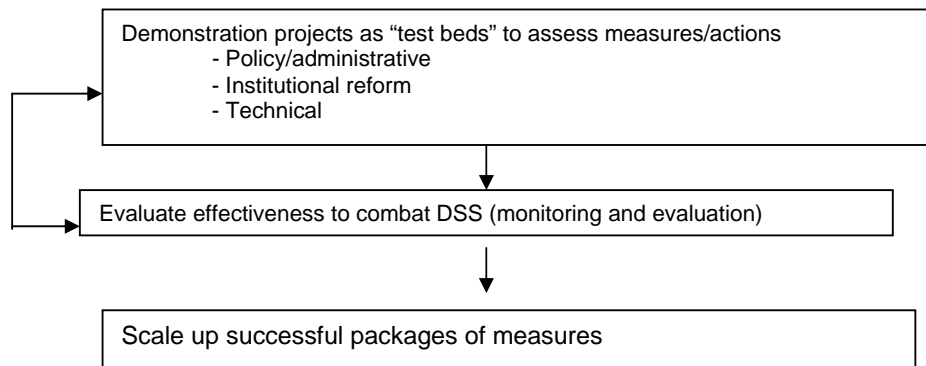 Demonstration projects as “test beds” to assess measures/actions
- Policy/administrative
- Institutional reform
- Technical
Evaluate effectiveness to combat DSS (monitoring and evaluation)
Scale up successful packages of measures